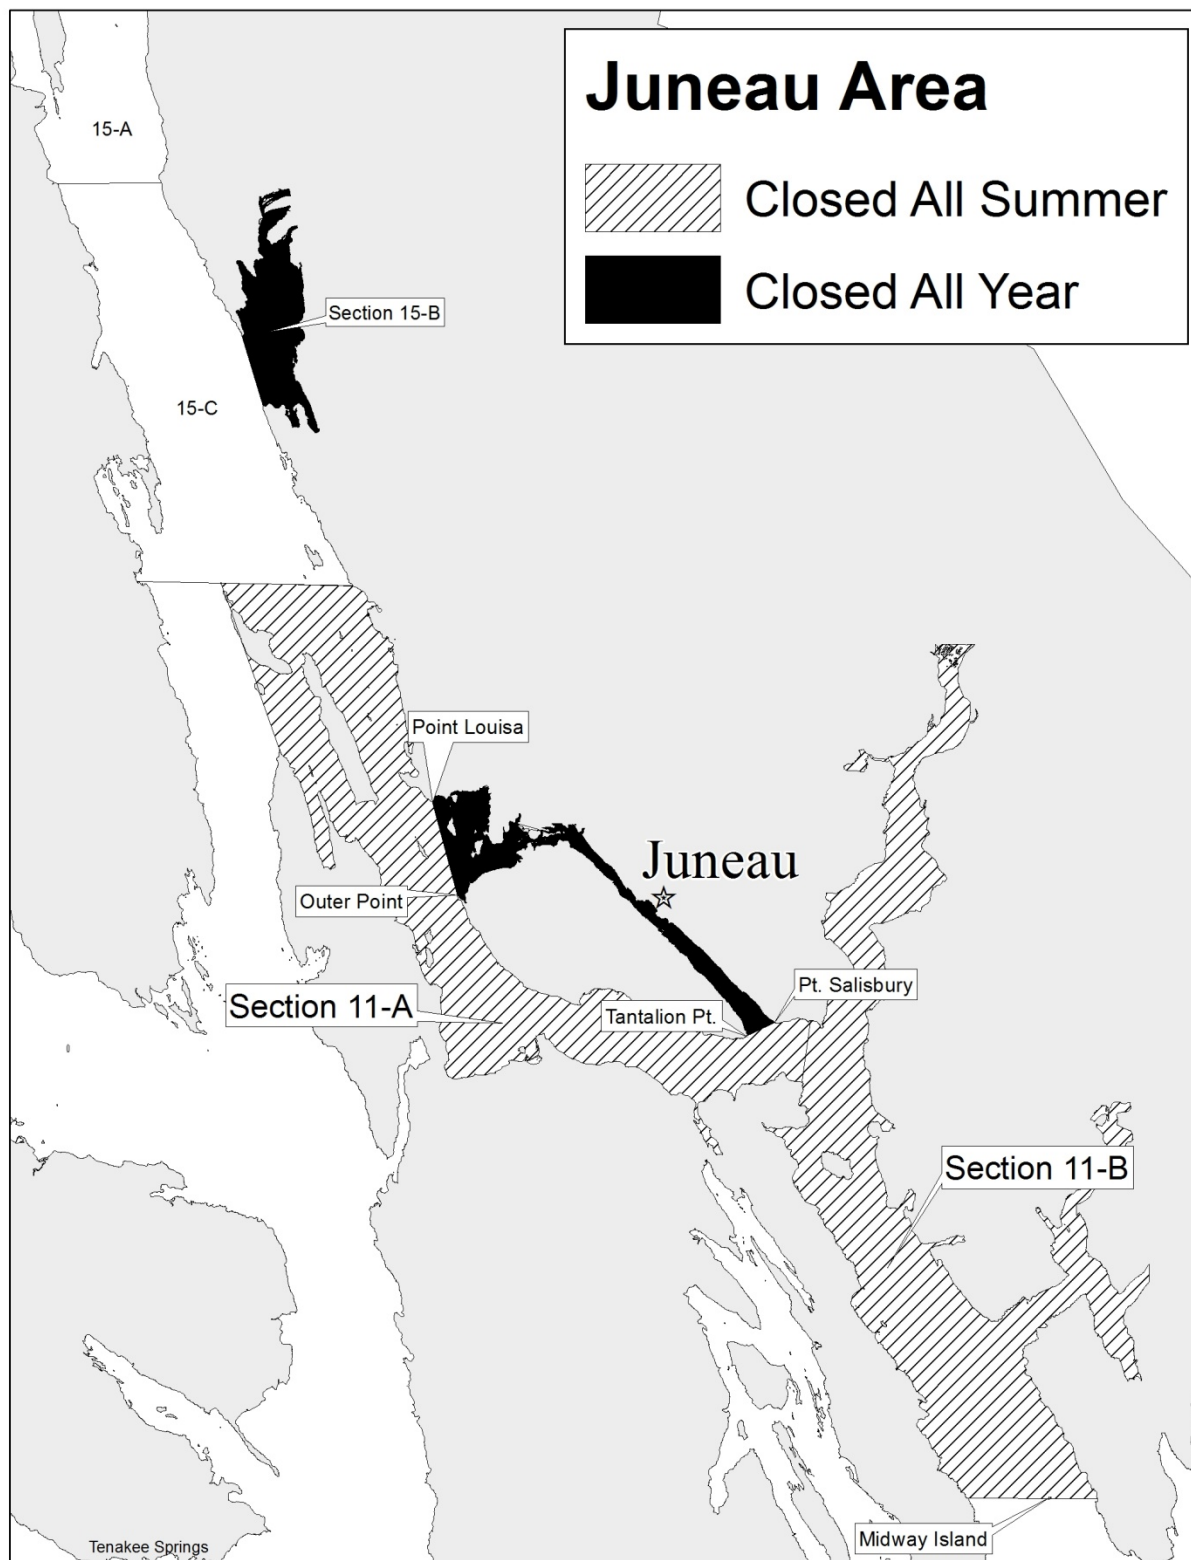 Juneau Area
Closed All Summer
Closed All Year
15-A
Section 15-B
15-C
Point Louisa
Juneau
Outer Point
Pt. Salisbury
Section 11-A
Tantalion Pt.
Section 11-B
Midway Island
Tenakee Springs